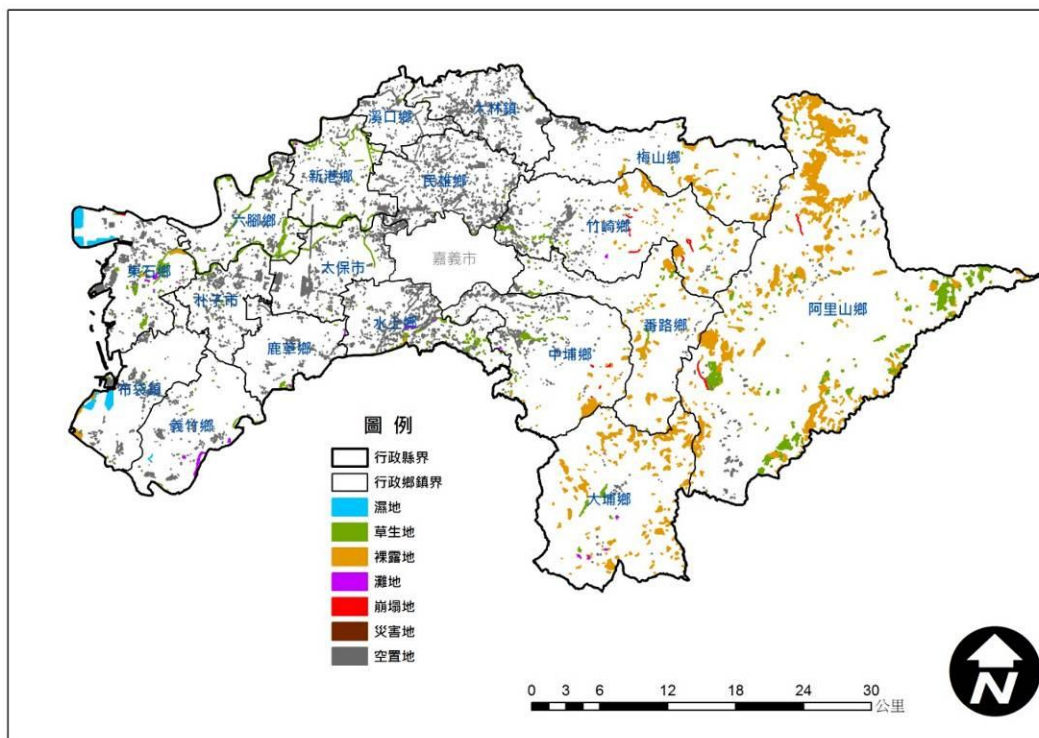 溪口鄉
大林鎮
梅山鄉
新港鄉
民雄鄉
六腳鄉
竹崎鄉
東石鄉
太保市
嘉義市
朴子市
阿里山鄉
水上鄉
番路鄉
鹿草鄉
中埔鄉
布袋鎮
義竹鄉
大埔鄉
圖 例
行政縣界
行政鄉鎮界
濕地
草生地
裸露地
灘地
崩塌地
災害地
空置地
0 3 6 12 18 24 30
公里
N